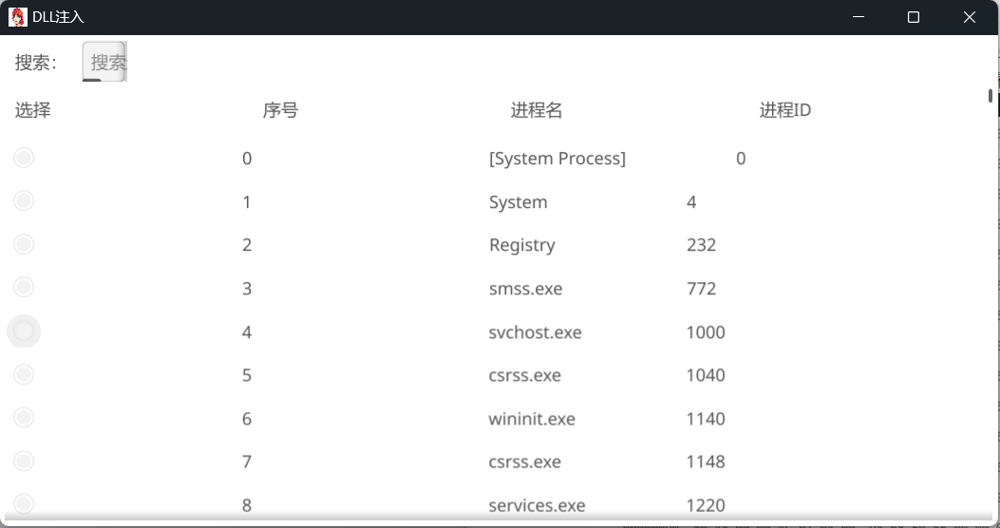 DLL注入
搜索： 搜索
选择 序号 进程名 进程ID
0 [System Process] 0
1 System 4
2 Registry 232
3 smss.exe 772
4 svchost.exe 1000
5 csrss.exe 1040
6 wininit.exe 1140
7 csrss.exe 1148
8 services.exe 1220